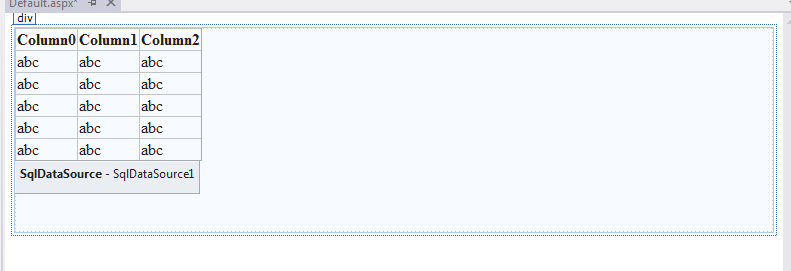 Default.aspx*
div
Column0 Column1 Column2
abc abc abc
abc abc abc
abc abc abc
abc abc abc
abc abc abc
SqlDataSource - SqlDataSource1